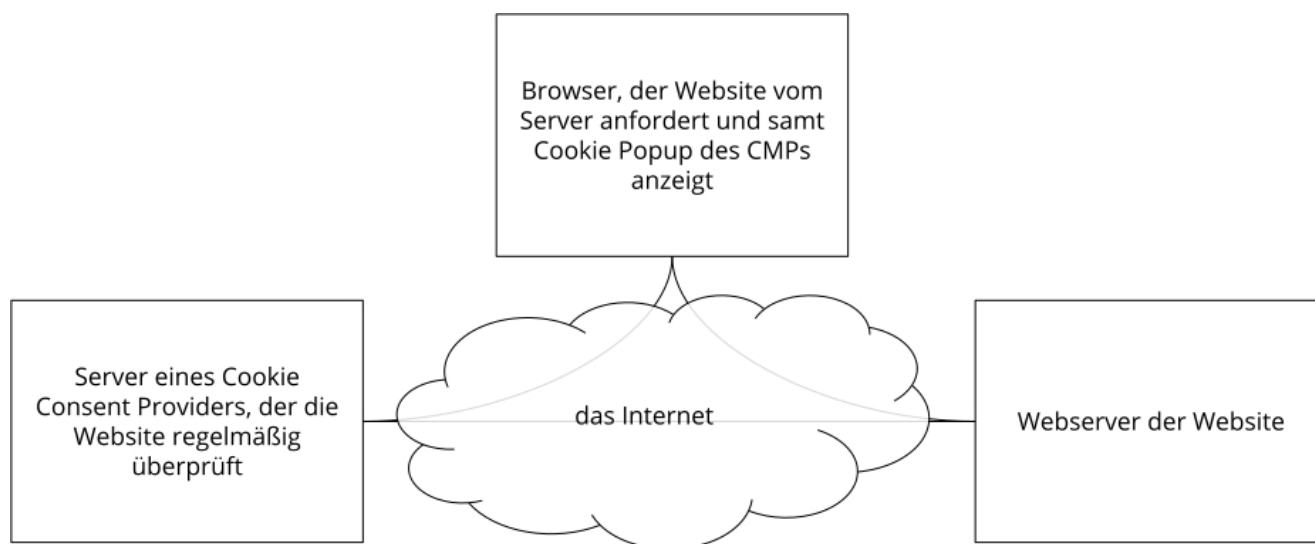 Browser, der Website vom
Server anfordert und samt
Cookie Popup des CMPs
anzeigt
Server eines Cookie
Consent Providers, der die
Website regelmäßig
überprüft
das Internet
Webserver der Website